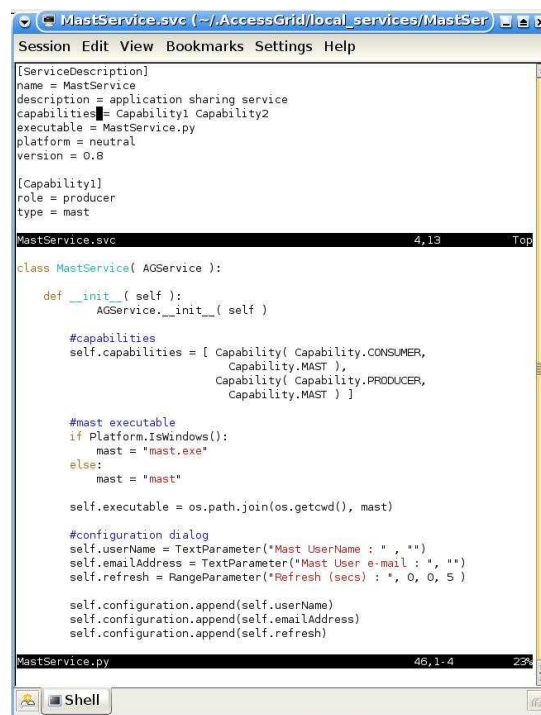 MastService.svc (~/.AccessGrid/local_services/MastSer
Session Edit View Bookmarks Settings Help
[ServiceDescription]
name = MastService
description = application sharing service
capabilities = Capability1 Capability2
executable = MastService.py
platform = neutral
version = 0.8
[Capability1]
role = producer
type = mast
MastService.svc 4,13 Top
class MastService( AGService ):
def __init__( self ):
AGService.__init__( self )
#capabilities
self.capabilities = [ Capability( Capability.CONSUMER,
Capability.MAST ),
Capability( Capability.PRODUCER,
Capability.MAST ) ]
#mast executable
if Platform.IsWindows():
mast = "mast.exe"
else:
mast = "mast"
self.executable = os.path.join(os.getcwd(), mast)
#configuration dialog
self.userName = TextParameter("Mast UserName : " , "")
self.emailAddress = TextParameter("Mast User e-mail : ", "")
self.refresh = RangeParameter("Refresh (secs) : ", 0, 0, 5 )
self.configuration.append(self.userName)
self.configuration.append(self.emailAddress)
self.configuration.append(self.refresh)
MastService.py 46,1-4 23%
Shell